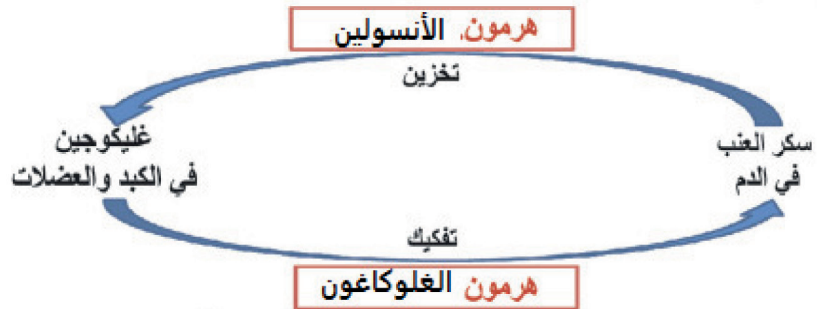 هرمون. الأنسولين
تخزين
سكر العنب
في الدم
غليكوجين
في الكبد والعضلات
تفكيك
هرمون الغلوكاغون